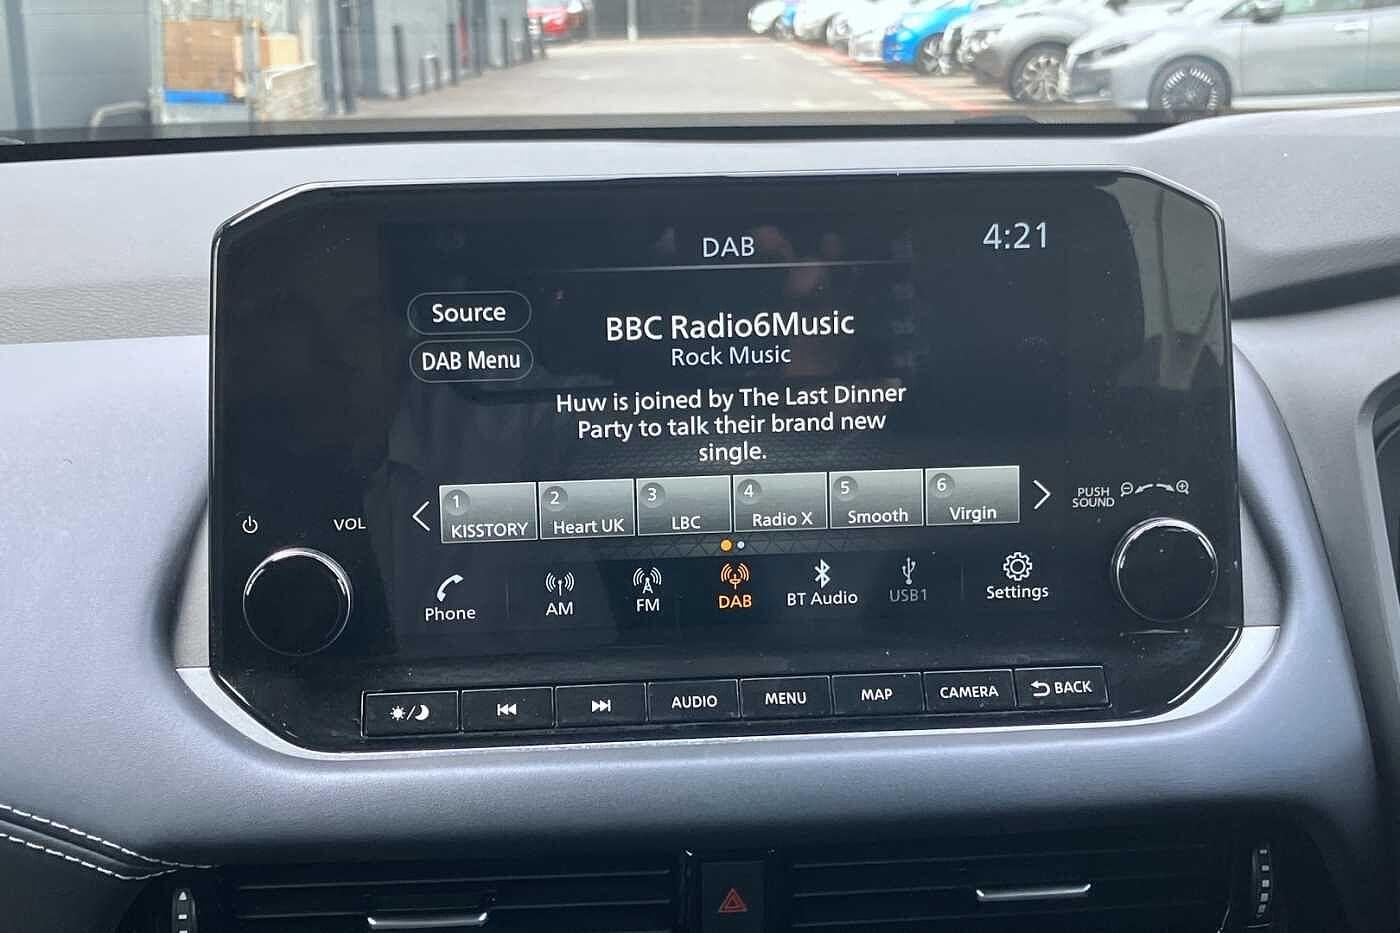 DAB
4:21
Source
DAB Menu
BBC Radio6Music
Rock Music
Huw is joined by The Last Dinner
Party to talk their brand new
single.
VOL
PUSH
SOUND
1 KISSTORY
2 Heart UK
3 LBC
4 Radio X
5 Smooth
6 Virgin
Phone
AM
FM
DAB
BT Audio
USB1
Settings
AUDIO
MENU
MAP
CAMERA
BACK